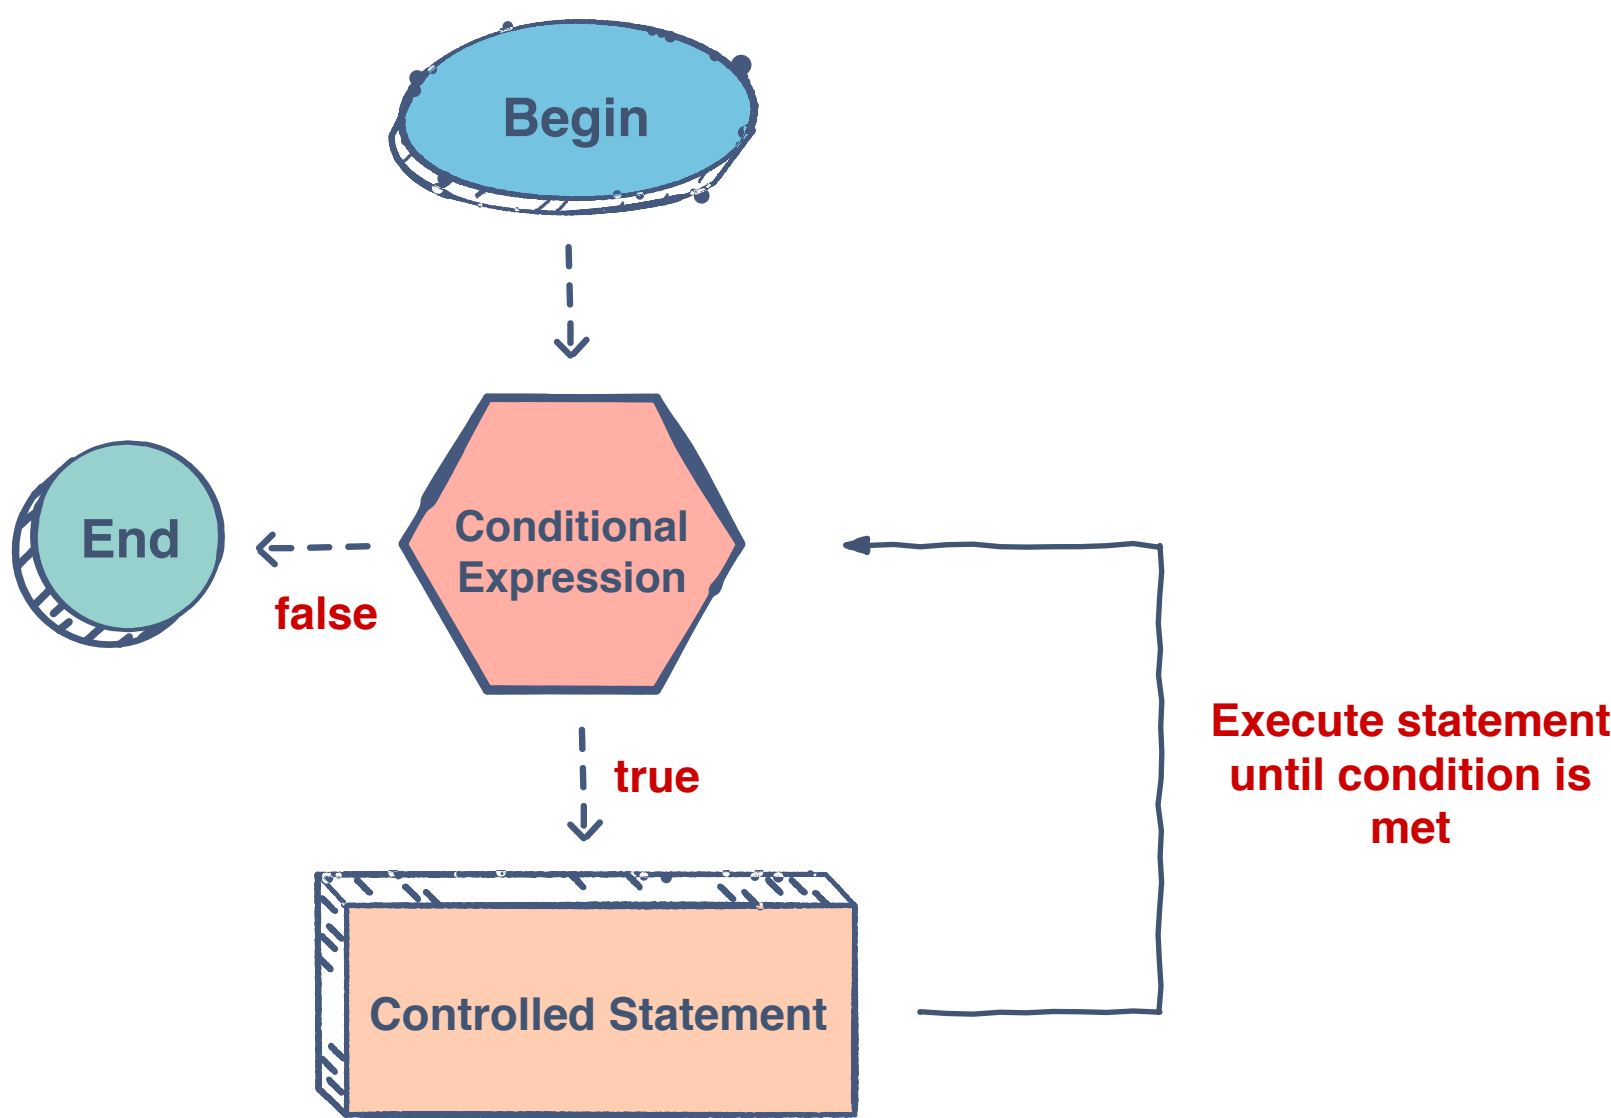 Begin
Conditional
Expression
End
false
true
Execute statement
until condition is
met
Controlled Statement